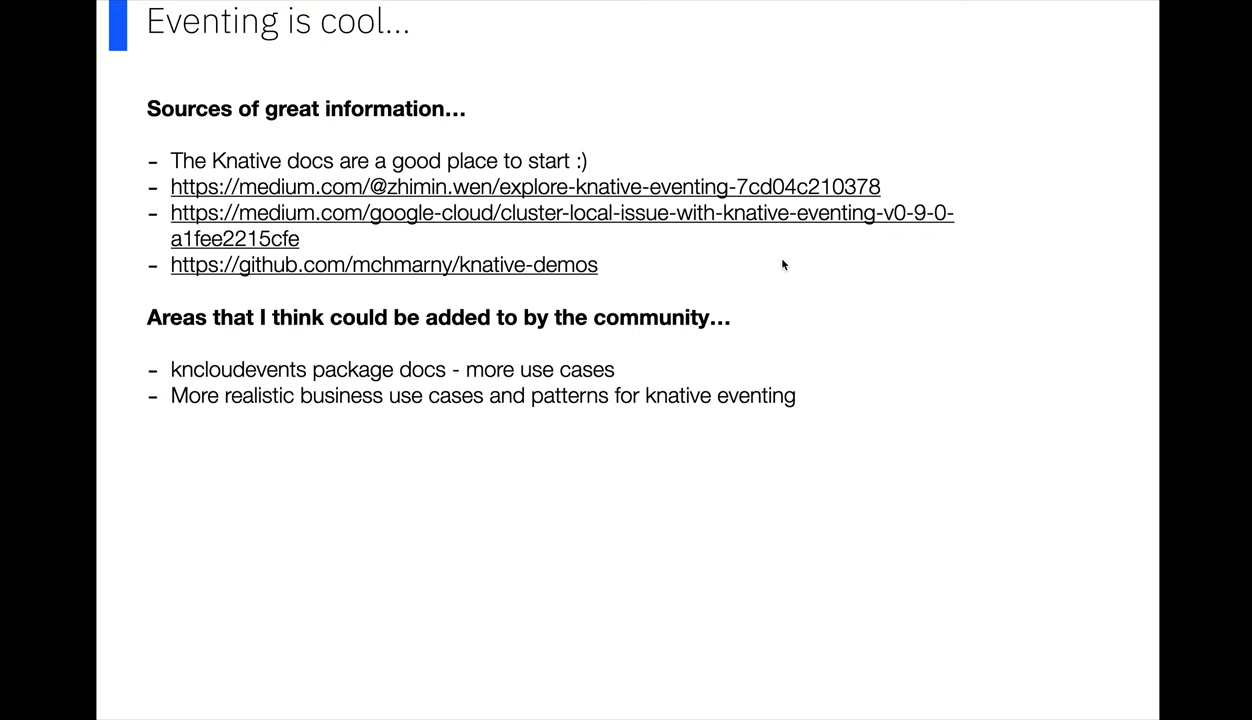 Eventing is cool...
Sources of great information...
- The Knative docs are a good place to start :)
- https://medium.com/@zhimin.wen/explore-knative-eventing-7cd04c210378
- https://medium.com/google-cloud/cluster-local-issue-with-knative-eventing-v0-9-0-
a1fee2215cfe
- https://github.com/mchmarny/knative-demos
Areas that I think could be added to by the community...
- kncloudevents package docs - more use cases
- More realistic business use cases and patterns for knative eventing